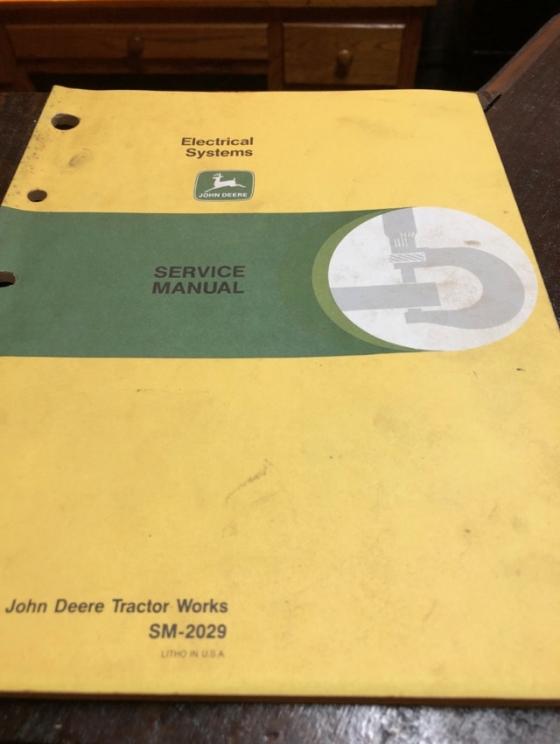 Electrical
Systems
JOHN DEERE
SERVICE
MANUAL
John Deere Tractor Works
SM-2029
LITHO IN U.S.A.